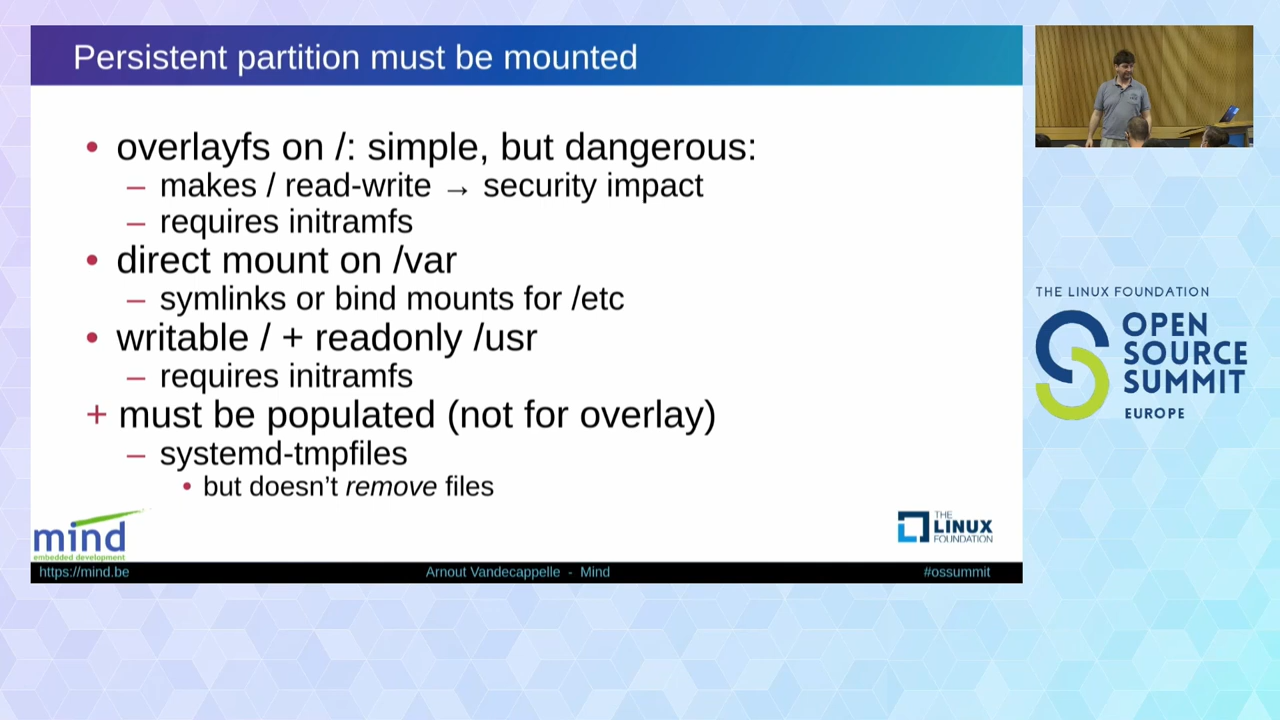 Persistent partition must be mounted
• overlayfs on /: simple, but dangerous:
– makes / read-write → security impact
– requires initramfs
• direct mount on /var
– symlinks or bind mounts for /etc
• writable / + readonly /usr
– requires initramfs
+ must be populated (not for overlay)
– systemd-tmpfiles
• but doesn't remove files
mind
embedded development
THE
LINUX
FOUNDATION
https://mind.be
Arnout Vandecappelle - Mind
#ossummit
THE LINUX FOUNDATION
OPEN
SOURCE
SUMMIT
EUROPE